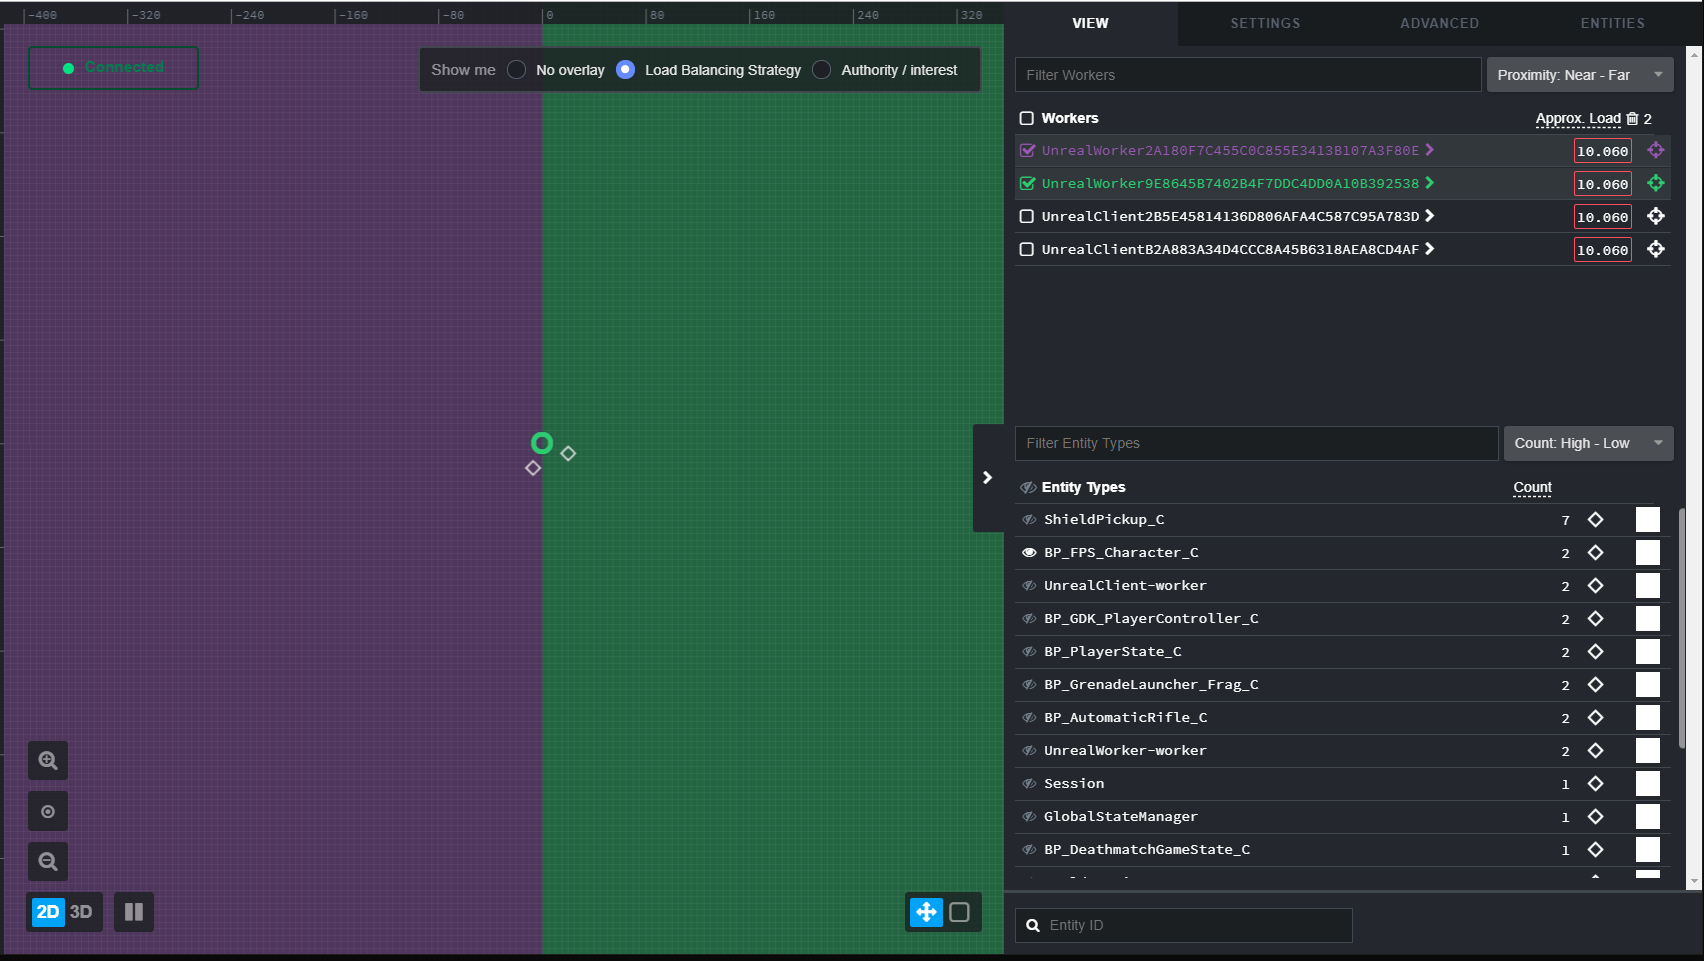 -400 -320 -240 -160 -80 0 80 160 240 320
VIEW SETTINGS ADVANCED ENTITIES
Connected
Show me No overlay Load Balancing Strategy Authority / interest
Filter Workers Proximity: Near - Far
Workers Approx. Load 2
UnrealWorker2A180F7C455C0C855E3413B107A3F80E 10.060
UnrealWorker9E8645B7402B4F7DDC4DD0A10B392538 10.060
UnrealClient2B5E45814136D806AFA4C587C95A783D 10.060
UnrealClientB2A883A34D4CCC8A45B6318AEA8CD4AF 10.060
Filter Entity Types Count: High - Low
Entity Types Count
ShieldPickup_C 7
BP_FPS_Character_C 2
UnrealClient-worker 2
BP_GDK_PlayerController_C 2
BP_PlayerState_C 2
BP_GrenadeLauncher_Frag_C 2
BP_AutomaticRifle_C 2
UnrealWorker-worker 2
Session 1
GlobalStateManager 1
BP_DeathmatchGameState_C 1
2D 3D
Entity ID